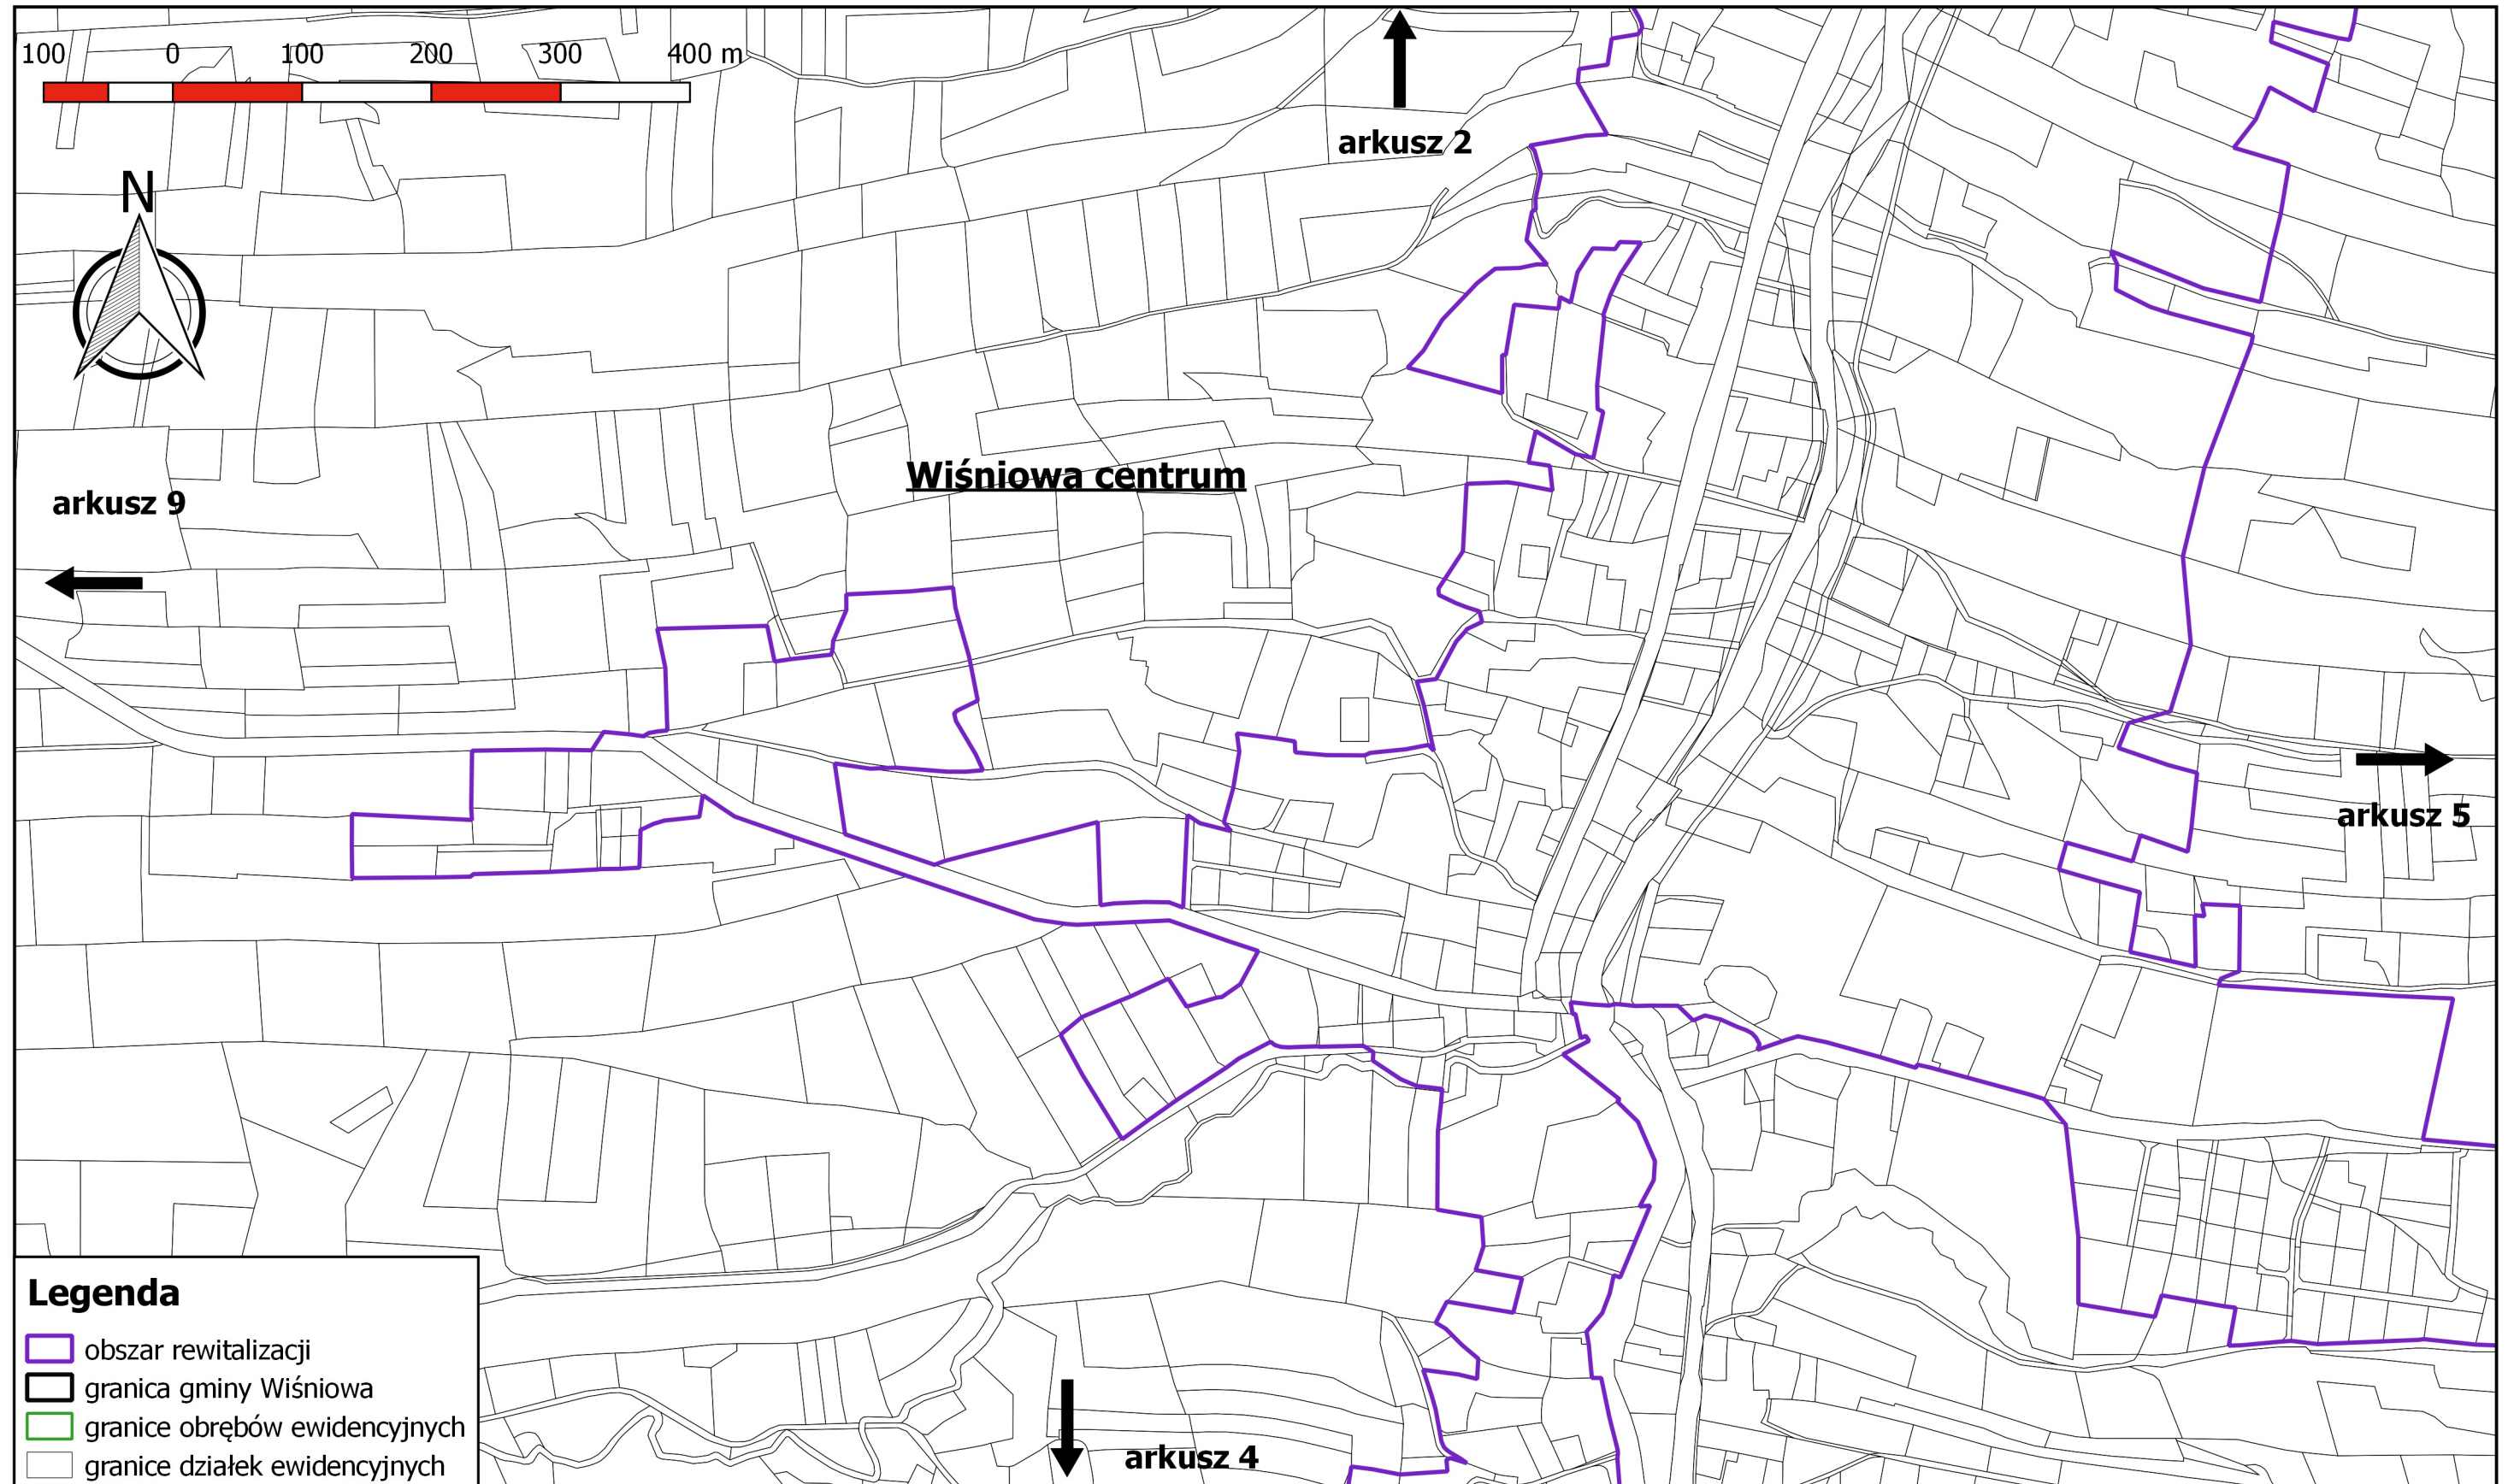 100 0 100 200 300 400 m
N
arkusz 2
Wiśniowa centrum
arkusz 9
arkusz 5
arkusz 4
Legenda
obszar rewitalizacji
granica gminy Wiśniowa
granice obrębów ewidencyjnych
granice działek ewidencyjnych